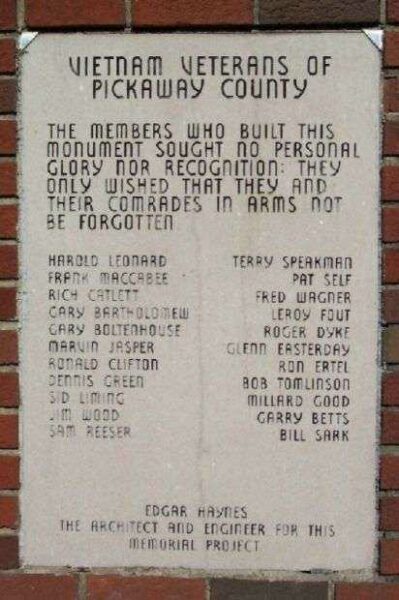 VIETNAM VETERANS OF
PICKAWAY COUNTY
THE MEMBERS WHO BUILT THIS
MONUMENT SOUGHT NO PERSONAL
GLORY NOR RECOGNITION: THEY
ONLY WISHED THAT THEY AND
THEIR COMRADES IN ARMS NOT
BE FORGOTTEN
HAROLD LEONARD TERRY SPEAKMAN
FRANK MACCABEE PAT SELF
RICH CATLETT FRED WAGNER
GARY BARTHOLOMEW LEROY FOUT
GARY BOLTENHOUSE ROGER DYKE
MARVIN JASPER GLENN EASTERDAY
RONALD CLIFTON RON ERTEL
DENNIS GREEN BOB TOMLINSON
SID LIMING MILLARD GOOD
JIM WOOD GARRY BETTS
SAM REESER BILL SARK
EDGAR HAYNES
THE ARCHITECT AND ENGINEER FOR THIS
MEMORIAL PROJECT